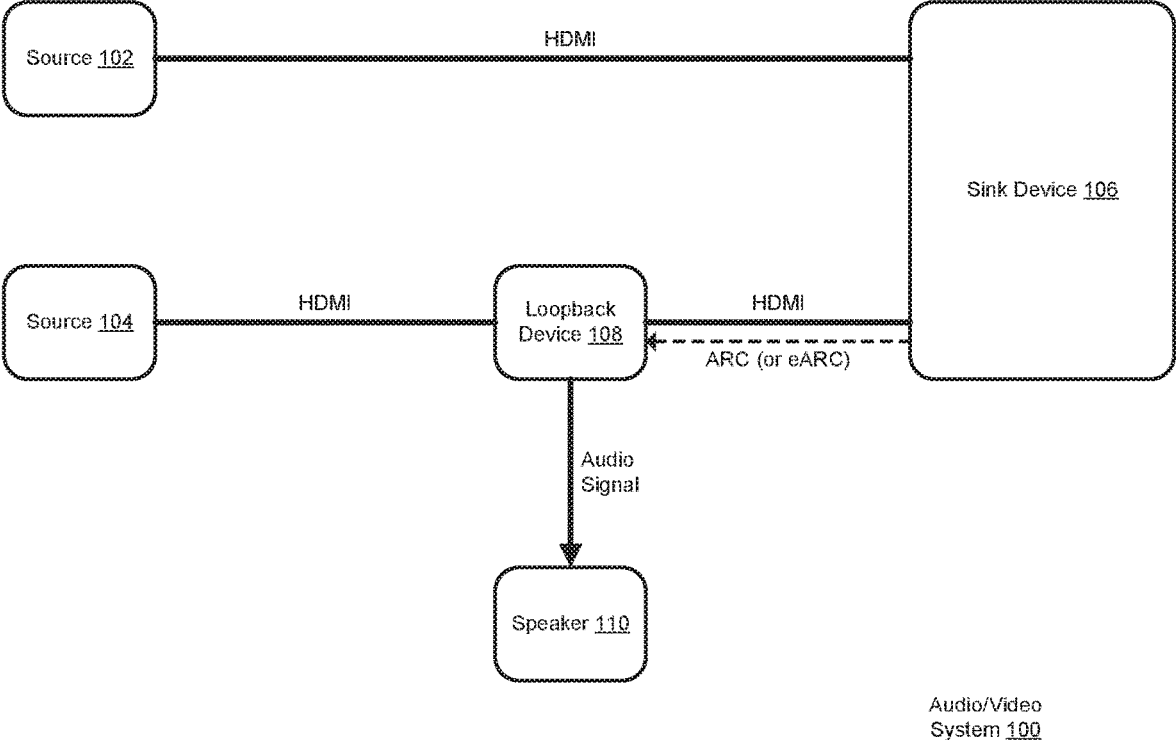 HDMI
Source 102
Sink Device 106
HDMI
HDMI
Source 104
Loopback
Device 108
ARC (or eARC)
Audio
Signal
Speaker 110
Audio/Video
System 100